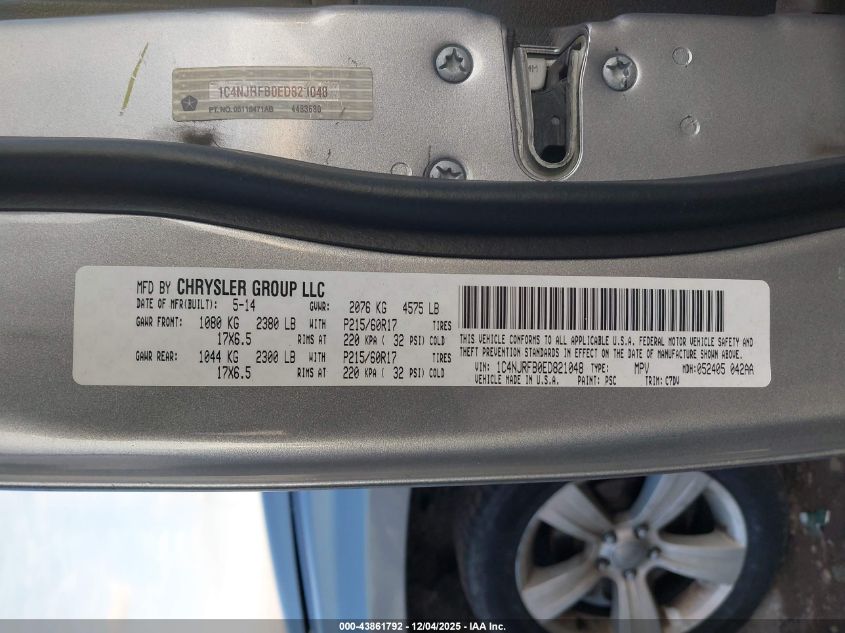 1C4NJRFB0ED821048
PT. NO. 05116471AB 4483680
MFD BY CHRYSLER GROUP LLC
DATE OF MFR(BUILT): 5-14 GVWR: 2076 KG 4575 LB
GAWR FRONT: 1080 KG 2380 LB WITH P215/60R17 TIRES
17X6.5 RIMS AT 220 KPA ( 32 PSI) COLD
GAWR REAR: 1044 KG 2300 LB WITH P215/60R17 TIRES
17X6.5 RIMS AT 220 KPA ( 32 PSI) COLD
THIS VEHICLE CONFORMS TO ALL APPLICABLE U.S.A. FEDERAL MOTOR VEHICLE SAFETY AND
THEFT PREVENTION STANDARDS IN EFFECT ON THE DATE OF MANUFACTURE SHOWN ABOVE.
VIN: 1C4NJRFB0ED821048 TYPE: MPV MDH:052405 042AA
VEHICLE MADE IN U.S.A. PAINT: PSC TRIM: C7DV
000-43861792 - 12/04/2025 - IAA Inc.